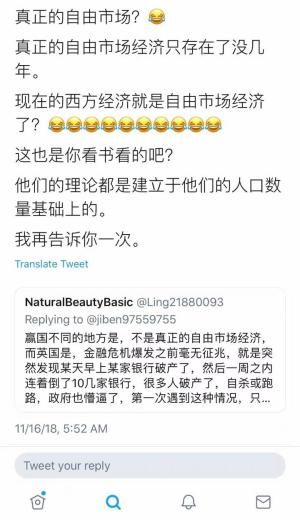 真正的自由市场？😂
真正的自由市场经济只存在了没几
年。
现在的西方经济就是自由市场经济
了？😂😂😂😂😂😂😂😂😂😂
这也是你看书看的吧？
他们的理论都是建立于他们的人口数
量基础上的。
我再告诉你一次。
Translate Tweet
NaturalBeautyBasic @Ling21880093
Replying to @jiben97559755
赢国不同的地方是，不是真正的自由市场经济，
而英国是，金融危机爆发之前毫无征兆，就是突
然发现某天早上某家银行破产了，然后一周之内
连着倒了10几家银行，很多人破产了，自杀或跑
路，政府也懵逼了，第一次遇到这种情况，只…
11/16/18, 5:52 AM
Tweet your reply